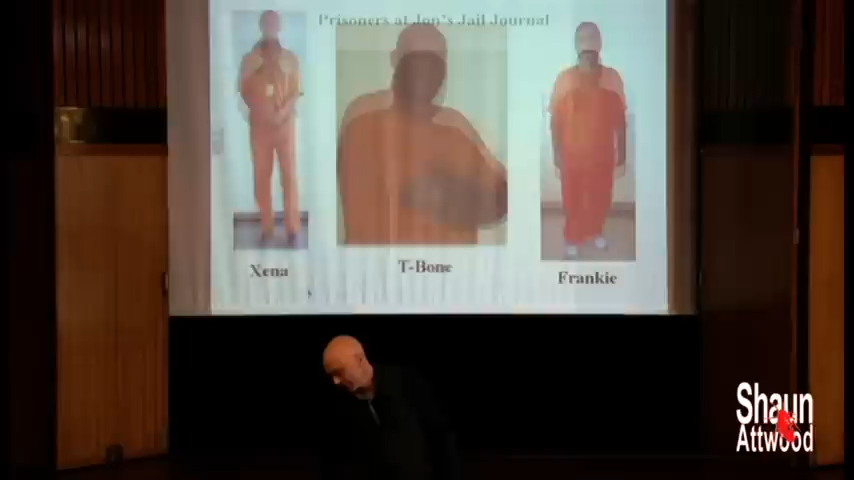 Prisoners at Jon's Jail Journal
Xena
T-Bone
Frankie
Shaun
Attwood